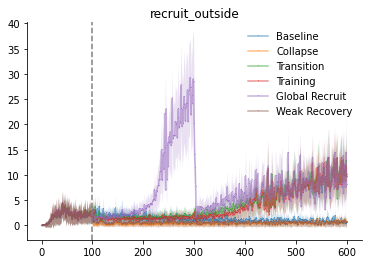 recruit_outside
Baseline
Collapse
Transition
Training
Global Recruit
Weak Recovery
40
35
30
25
20
15
10
5
0
0 100 200 300 400 500 600